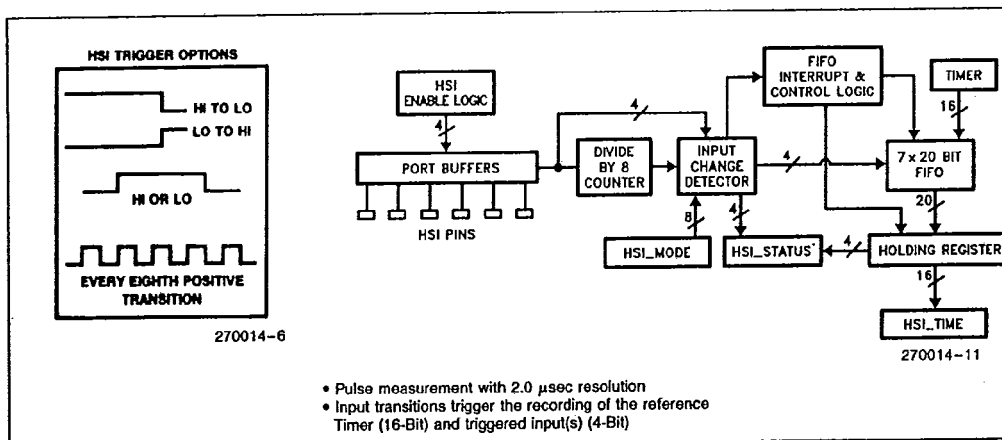 HSI TRIGGER OPTIONS
HI TO LO
LO TO HI
HI OR LO
EVERY EIGHTH POSITIVE
TRANSITION
270014-6
HSI
ENABLE LOGIC
4
PORT BUFFERS
HSI PINS
4
DIVIDE
BY 8
COUNTER
INPUT
CHANGE
DETECTOR
8
HSI_MODE
4
HSI_STATUS
FIFO
INTERRUPT &
CONTROL LOGIC
TIMER
16
4
7 x 20 BIT
FIFO
20
4
HOLDING REGISTER
16
HSI_TIME
270014-11
• Pulse measurement with 2.0 µsec resolution
• Input transitions trigger the recording of the reference
Timer (16-Bit) and triggered input(s) (4-Bit)